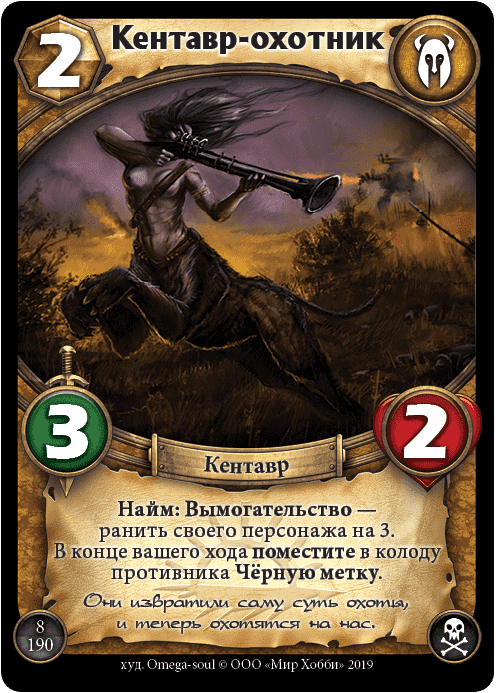 2
Кентавр-охотник
3
2
Кентавр
Найм: Вымогательство —
ранить своего персонажа на 3.
В конце вашего хода поместите в колоду
противника Чёрную метку.
Они извратили саму суть охоты,
и теперь охотятся на нас.
8
190
худ. Omega-soul © ООО «Мир Хобби» 2019